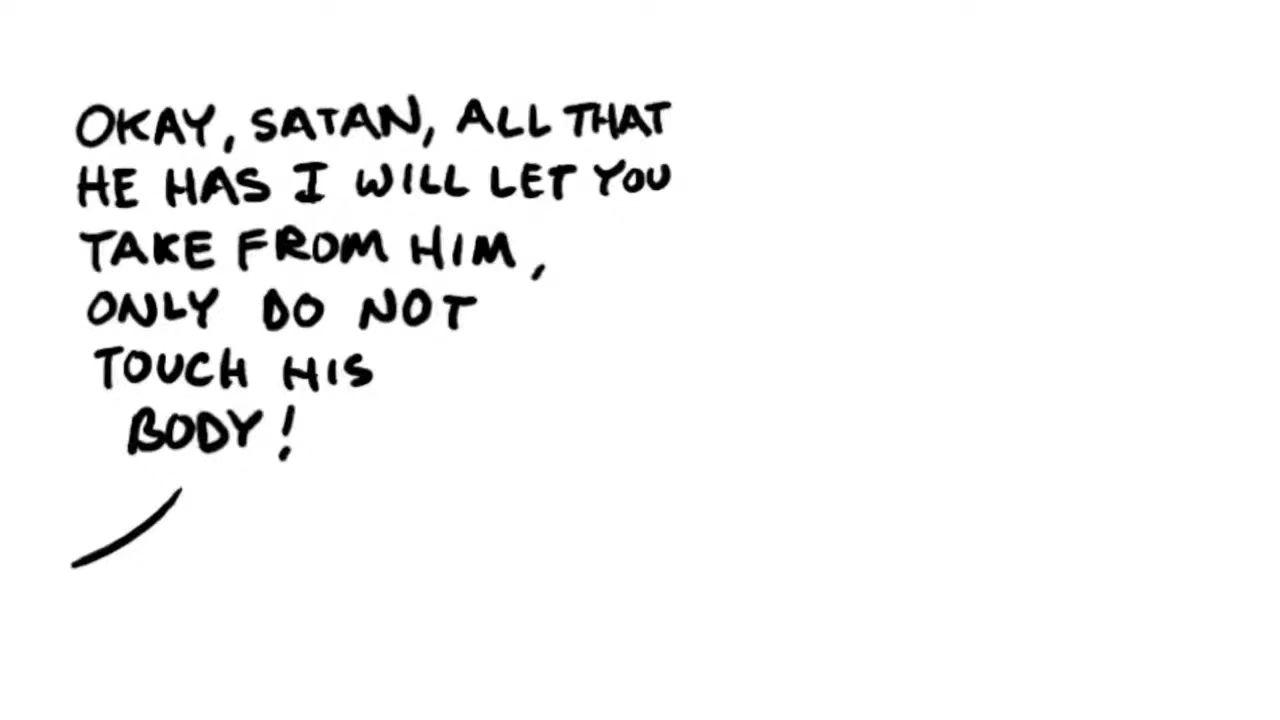 OKAY, SATAN, ALL THAT
HE HAS I WILL LET YOU
TAKE FROM HIM,
ONLY DO NOT
TOUCH HIS
BODY!